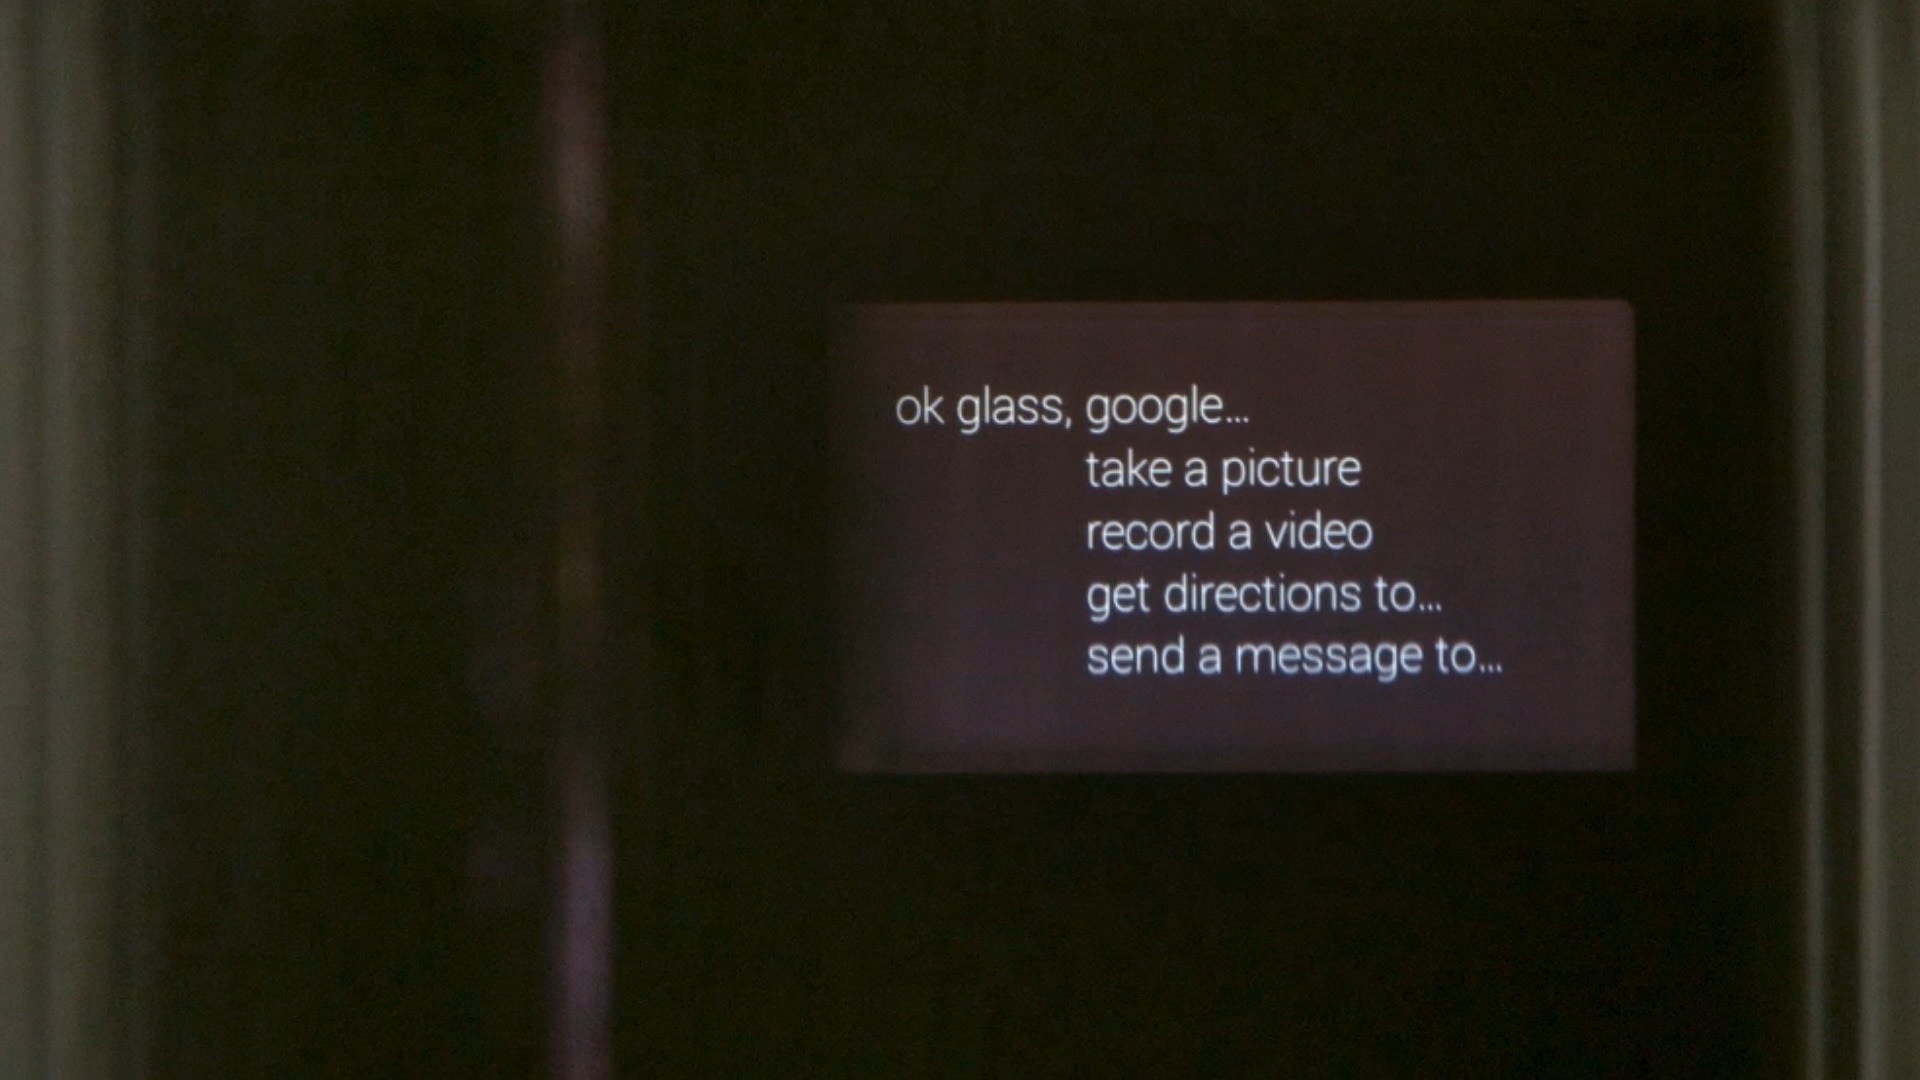 ok glass, google...
take a picture
record a video
get directions to...
send a message to...